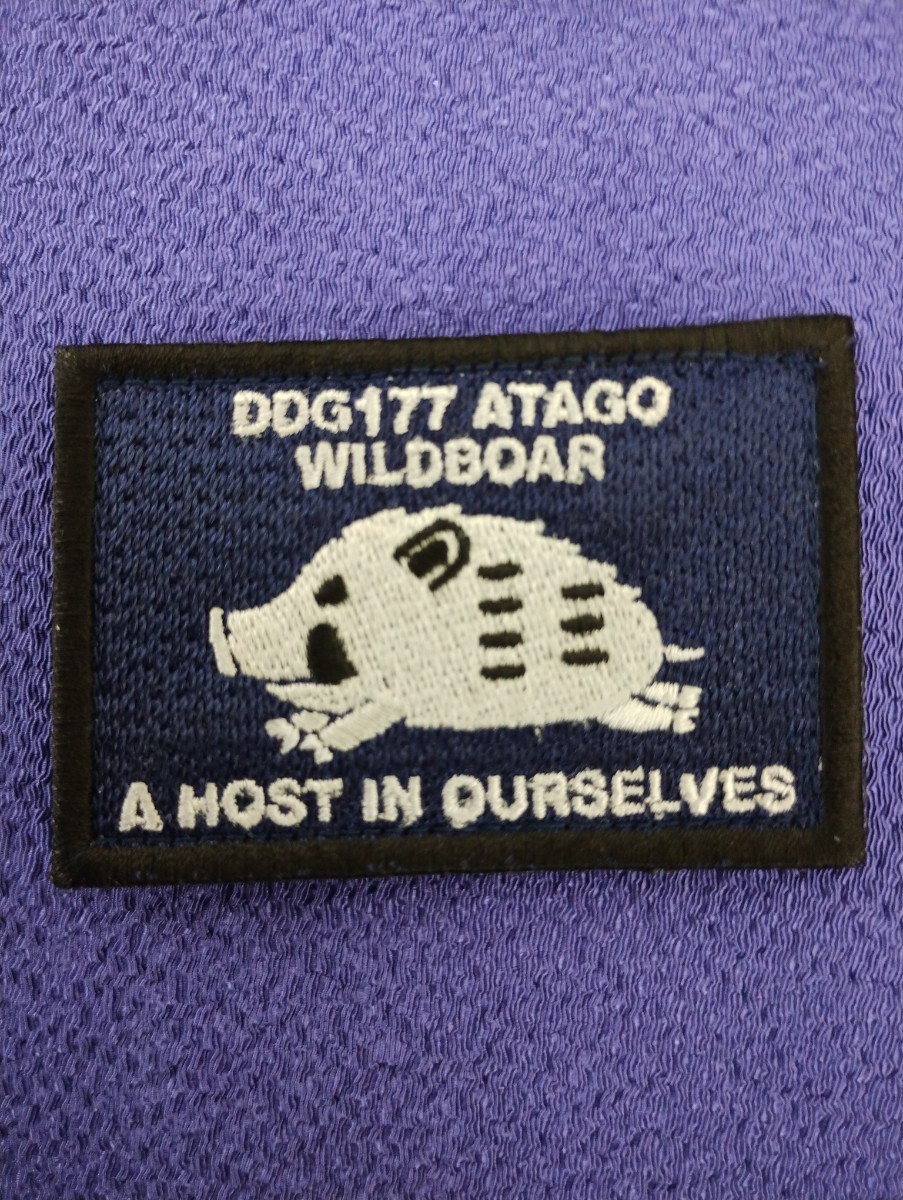 DDG177 ATAGO
WILDBOAR
A HOST IN OURSELVES